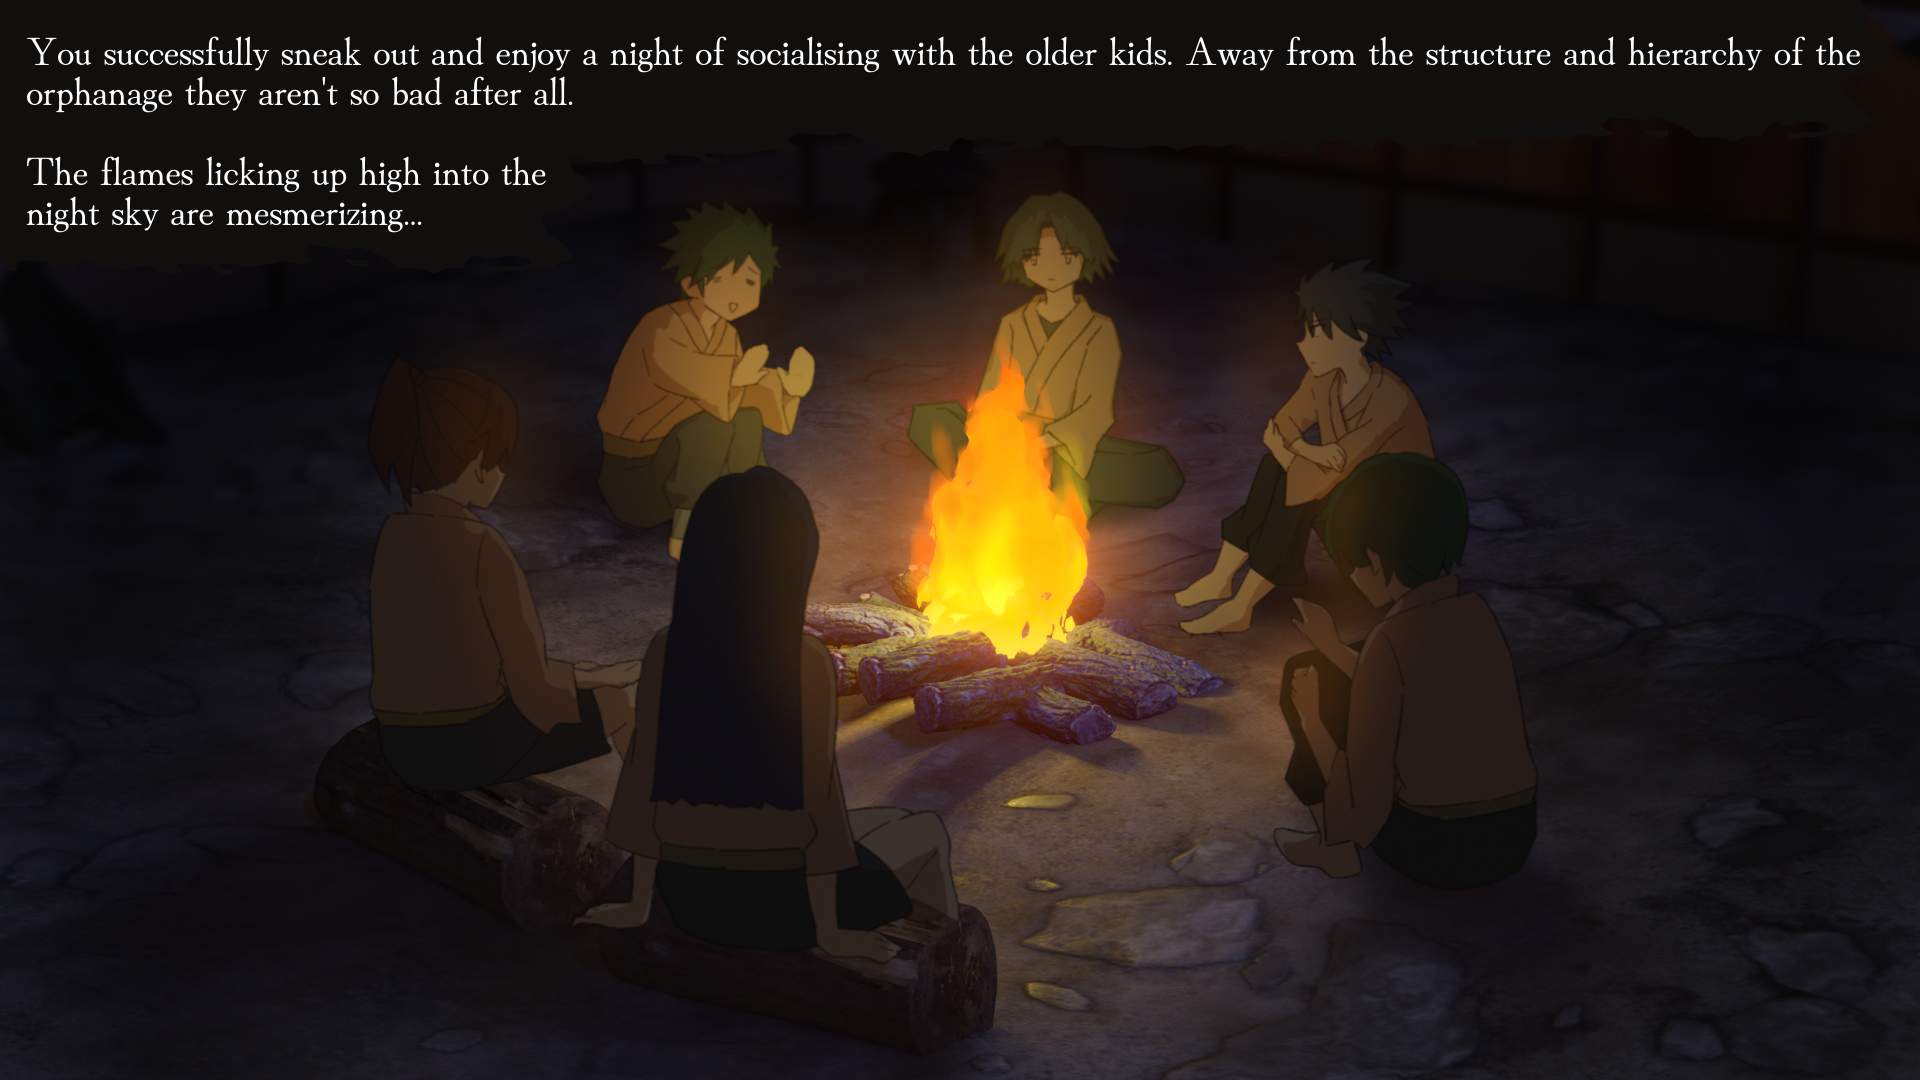 You successfully sneak out and enjoy a night of socialising with the older kids. Away from the structure and hierarchy of the
orphanage they aren't so bad after all.
The flames licking up high into the
night sky are mesmerizing...